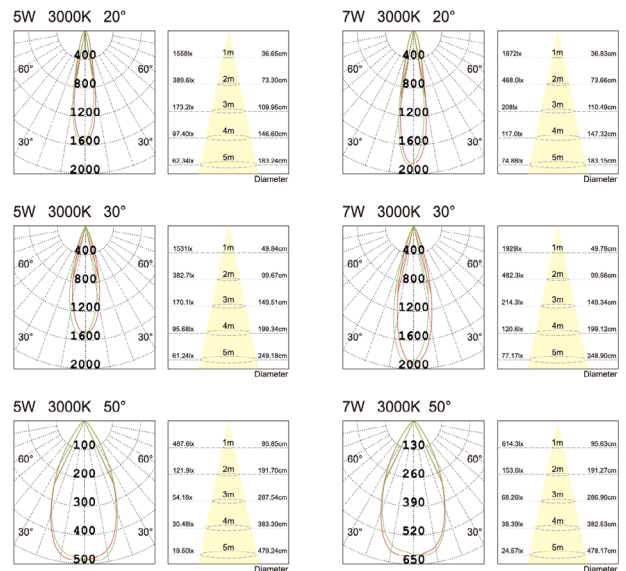 5W 3000K 20°
400
800
1200
1600
2000
60°
60°
30°
30°
1558lx 1m 36.65cm
389.6lx 2m 73.30cm
173.2lx 3m 109.95cm
97.40lx 4m 146.60cm
62.34lx 5m 183.24cm
Diameter
7W 3000K 20°
400
800
1200
1600
2000
60°
60°
30°
30°
1872lx 1m 36.83cm
468.0lx 2m 73.66cm
208lx 3m 110.49cm
117.0lx 4m 147.32cm
74.88lx 5m 183.15cm
Diameter
5W 3000K 30°
400
800
1200
1600
2000
60°
60°
30°
30°
1531lx 1m 49.84cm
382.7lx 2m 99.67cm
170.1lx 3m 149.51cm
95.68lx 4m 199.34cm
61.24lx 5m 249.18cm
Diameter
7W 3000K 30°
400
800
1200
1600
2000
60°
60°
30°
30°
1929lx 1m 49.78cm
482.3lx 2m 99.56cm
214.3lx 3m 149.34cm
120.6lx 4m 199.12cm
77.17lx 5m 248.90cm
Diameter
5W 3000K 50°
100
200
300
400
500
60°
60°
30°
30°
487.6lx 1m 95.85cm
121.9lx 2m 191.70cm
54.18x 3m 287.54cm
30.48lx 4m 383.39cm
19.50lx 5m 479.24cm
Diameter
7W 3000K 50°
130
260
390
520
650
60°
60°
30°
30°
614.3lx 1m 95.63cm
153.6lx 2m 191.27cm
68.26lx 3m 286.90cm
38.39lx 4m 382.53cm
24.57lx 5m 478.17cm
Diameter